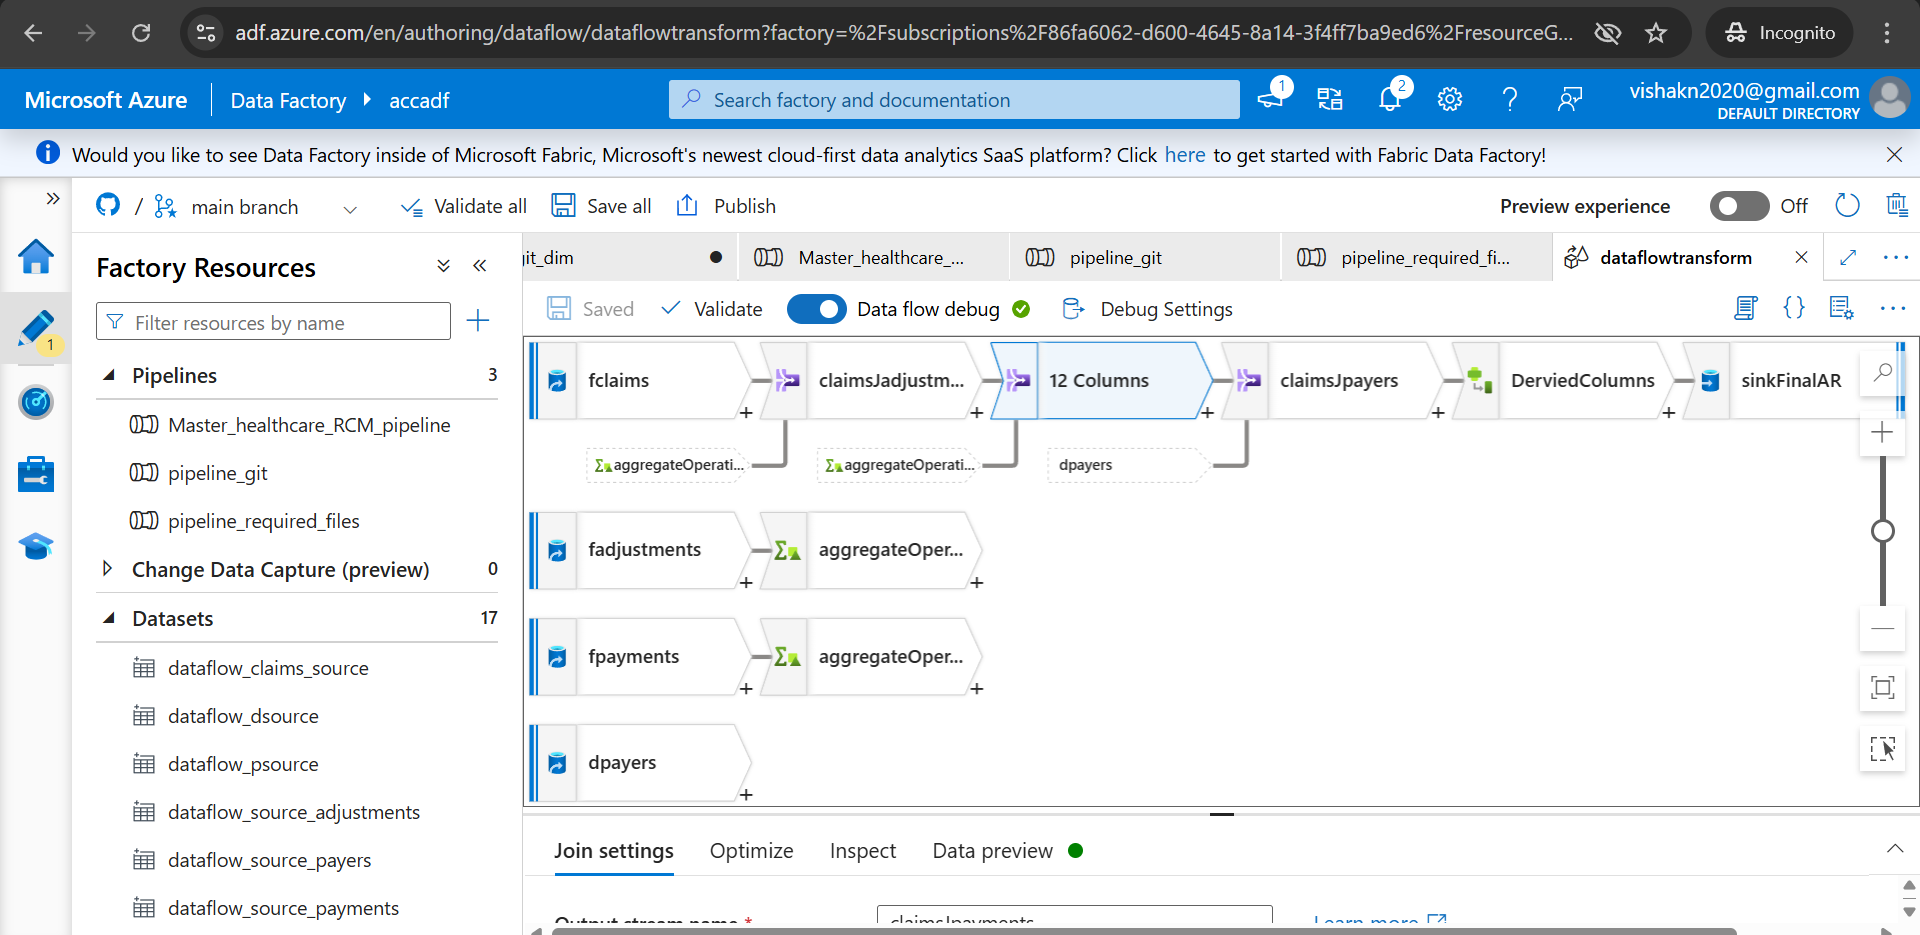 adf.azure.com/en/authoring/dataflow/dataflowtransform?factory=%2Fsubscriptions%2F86fa6062-d600-4645-8a14-3f4ff7ba9ed6%2FresourceG...
Incognito
Microsoft Azure
Data Factory
accadf
Search factory and documentation
1
2
vishakn2020@gmail.com
DEFAULT DIRECTORY
Would you like to see Data Factory inside of Microsoft Fabric, Microsoft's newest cloud-first data analytics SaaS platform? Click here to get started with Fabric Data Factory!
/ main branch
Validate all
Save all
Publish
Preview experience
Off
Factory Resources
git_dim
Master_healthcare_...
pipeline_git
pipeline_required_fi...
dataflowtransform
Filter resources by name
1
Saved
Validate
Data flow debug
Debug Settings
Pipelines 3
Master_healthcare_RCM_pipeline
pipeline_git
pipeline_required_files
Change Data Capture (preview) 0
Datasets 17
dataflow_claims_source
dataflow_dsource
dataflow_psource
dataflow_source_adjustments
dataflow_source_payers
dataflow_source_payments
fclaims
claimsJadjustm...
12 Columns
claimsJpayers
DerviedColumns
sinkFinalAR
aggregateOperati...
aggregateOperati...
dpayers
fadjustments
aggregateOper...
fpayments
aggregateOper...
dpayers
Join settings
Optimize
Inspect
Data preview
Output stream name *
claimsJpayments
Learn more